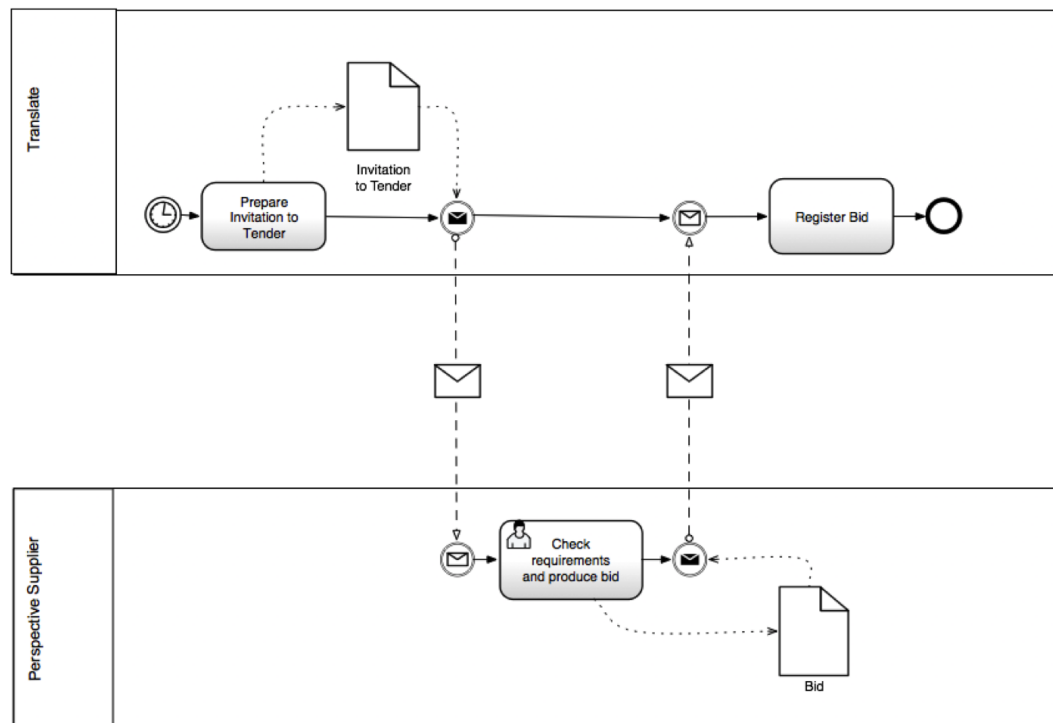 Translate
Invitation
to Tender
Prepare
Invitation to
Tender
Register Bid
Perspective Supplier
Check
requirements
and produce bid
Bid